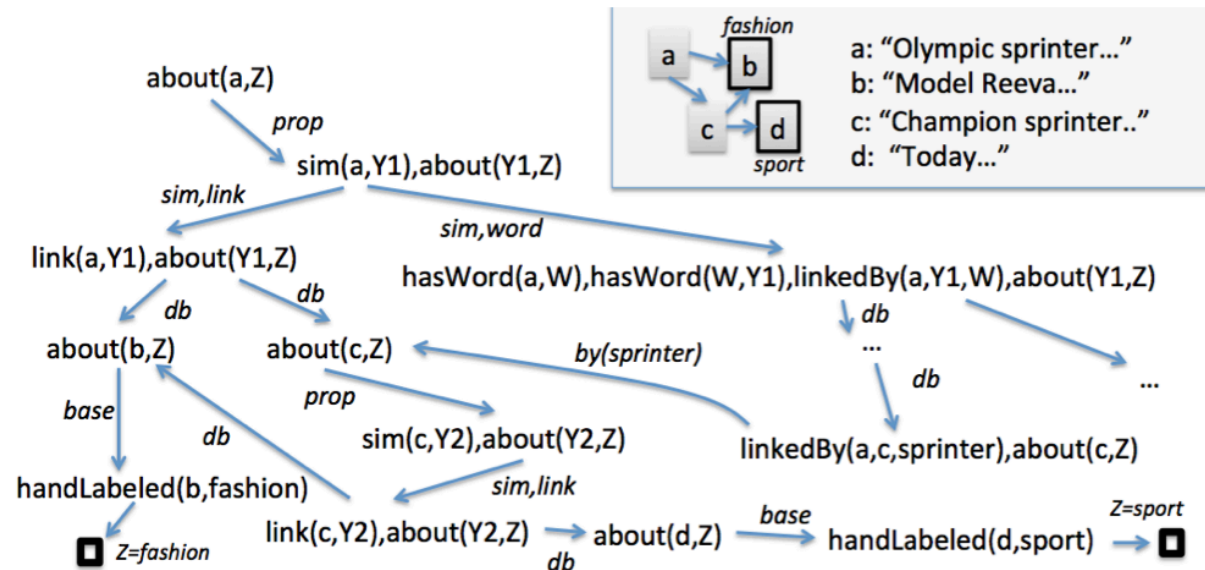 fashion
a
b
c
d
sport
a: “Olympic sprinter...”
b: “Model Reeva...”
c: “Champion sprinter..”
d: “Today...”
about(a,Z)
prop
sim(a,Y1),about(Y1,Z)
sim,link
sim,word
link(a,Y1),about(Y1,Z)
hasWord(a,W),hasWord(W,Y1),linkedBy(a,Y1,W),about(Y1,Z)
db
db
db
about(b,Z)
about(c,Z)
by(sprinter)
...
...
base
prop
db
db
sim(c,Y2),about(Y2,Z)
linkedBy(a,c,sprinter),about(c,Z)
handLabeled(b,fashion)
sim,link
Z=fashion
link(c,Y2),about(Y2,Z)
db
about(d,Z)
base
handLabeled(d,sport)
Z=sport